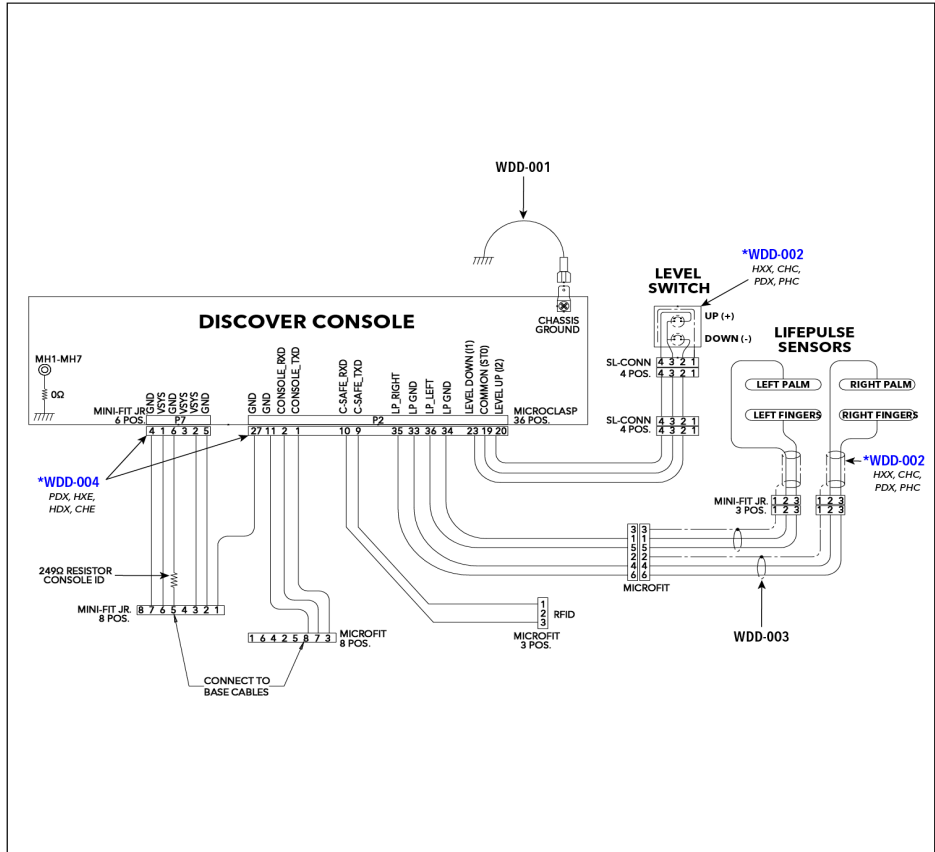 WDD-001
*WDD-002
HXX, CHC,
PDX, PHC
LEVEL
SWITCH
UP (+)
DOWN (-)
DISCOVER CONSOLE
CHASSIS
GROUND
LIFEPULSE
SENSORS
MH1-MH7
0Ω
SL-CONN
4 POS.
4 3 2 1
LEFT PALM
RIGHT PALM
LEFT FINGERS
RIGHT FINGERS
MINI-FIT JR.
6 POS.
GND
VSYS
GND
VSYS
VSYS
GND
P7
4 1 6 3 2 5
GND
GND
CONSOLE_RXD
CONSOLE_TXD
C-SAFE_RXD
C-SAFE_TXD
LP_RIGHT
LP GND
LP_LEFT
LP GND
LEVEL DOWN (I1)
COMMON (ST0)
LEVEL UP (I2)
P2
27 11 2 1 10 9 35 33 36 34 23 19 20
MICROCLASP
36 POS.
SL-CONN
4 POS.
4 3 2 1
4 3 2 1
*WDD-002
HXX, CHC,
PDX, PHC
*WDD-004
PDX, HXE,
HDX, CHE
MINI-FIT JR.
3 POS.
1 2 3
1 2 3
1 2 3
1 2 3
3 3
1 1
5 5
2 2
4 4
6 6
MICROFIT
249Ω RESISTOR
CONSOLE ID
MINI-FIT JR.
8 POS.
8 7 6 5 4 3 2 1
1 6 4 2 5 8 7 3
MICROFIT
8 POS.
1
2
3
RFID
MICROFIT
3 POS.
WDD-003
CONNECT TO
BASE CABLES